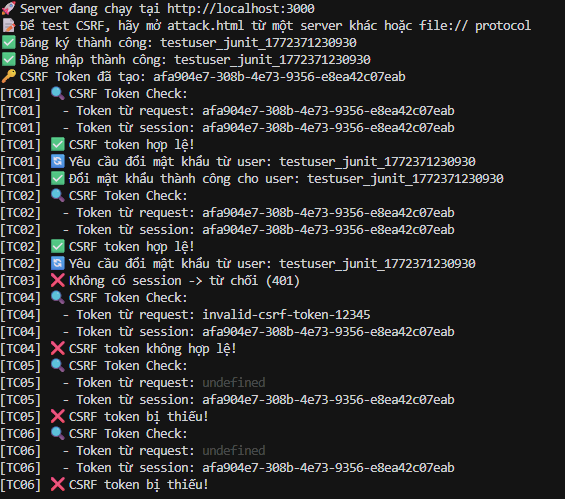 🚀 Server đang chạy tại http://localhost:3000
📝 Để test CSRF, hãy mở attack.html từ một server khác hoặc file:// protocol
✅ Đăng ký thành công: testuser_junit_1772371230930
✅ Đăng nhập thành công: testuser_junit_1772371230930
🔑 CSRF Token đã tạo: afa904e7-308b-4e73-9356-e8ea42c07eab
[TC01] 🔍 CSRF Token Check:
[TC01]   - Token từ request: afa904e7-308b-4e73-9356-e8ea42c07eab
[TC01]   - Token từ session: afa904e7-308b-4e73-9356-e8ea42c07eab
[TC01] ✅ CSRF token hợp lệ!
[TC01] 🔄 Yêu cầu đổi mật khẩu từ user: testuser_junit_1772371230930
[TC01] ✅ Đổi mật khẩu thành công cho user: testuser_junit_1772371230930
[TC02] 🔍 CSRF Token Check:
[TC02]   - Token từ request: afa904e7-308b-4e73-9356-e8ea42c07eab
[TC02]   - Token từ session: afa904e7-308b-4e73-9356-e8ea42c07eab
[TC02] ✅ CSRF token hợp lệ!
[TC02] 🔄 Yêu cầu đổi mật khẩu từ user: testuser_junit_1772371230930
[TC03] ❌ Không có session -> từ chối (401)
[TC04] 🔍 CSRF Token Check:
[TC04]   - Token từ request: invalid-csrf-token-12345
[TC04]   - Token từ session: afa904e7-308b-4e73-9356-e8ea42c07eab
[TC04] ❌ CSRF token không hợp lệ!
[TC05] 🔍 CSRF Token Check:
[TC05]   - Token từ request: undefined
[TC05]   - Token từ session: afa904e7-308b-4e73-9356-e8ea42c07eab
[TC05] ❌ CSRF token bị thiếu!
[TC06] 🔍 CSRF Token Check:
[TC06]   - Token từ request: undefined
[TC06]   - Token từ session: afa904e7-308b-4e73-9356-e8ea42c07eab
[TC06] ❌ CSRF token bị thiếu!